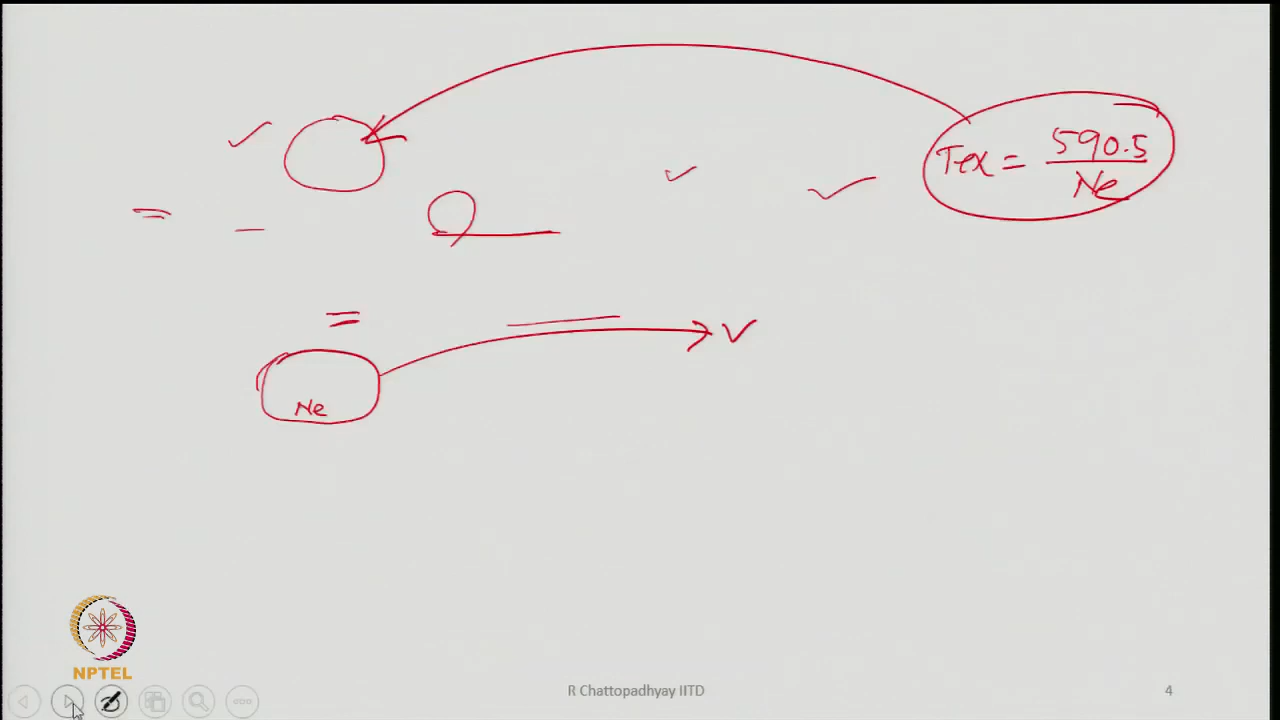 Tex = 590.5 / Ne
Ne
NPTEL
R Chattopadhyay IITD
4